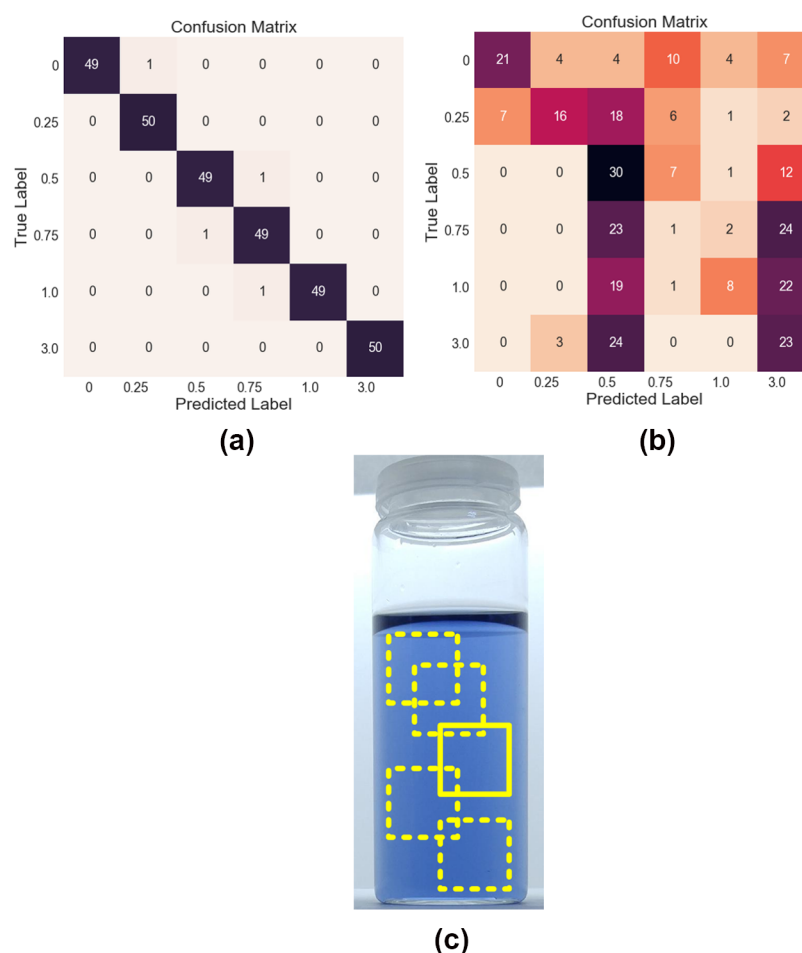 Confusion Matrix
0 49 1 0 0 0 0
0.25 0 50 0 0 0 0
0.5 0 0 49 1 0 0
0.75 0 0 1 49 0 0
1.0 0 0 0 1 49 0
3.0 0 0 0 0 0 50
0 0.25 0.5 0.75 1.0 3.0
True Label
Predicted Label
(a)
Confusion Matrix
0 21 4 4 10 4 7
0.25 7 16 18 6 1 2
0.5 0 0 30 7 1 12
0.75 0 0 23 1 2 24
1.0 0 0 19 1 8 22
3.0 0 3 24 0 0 23
0 0.25 0.5 0.75 1.0 3.0
True Label
Predicted Label
(b)
(c)